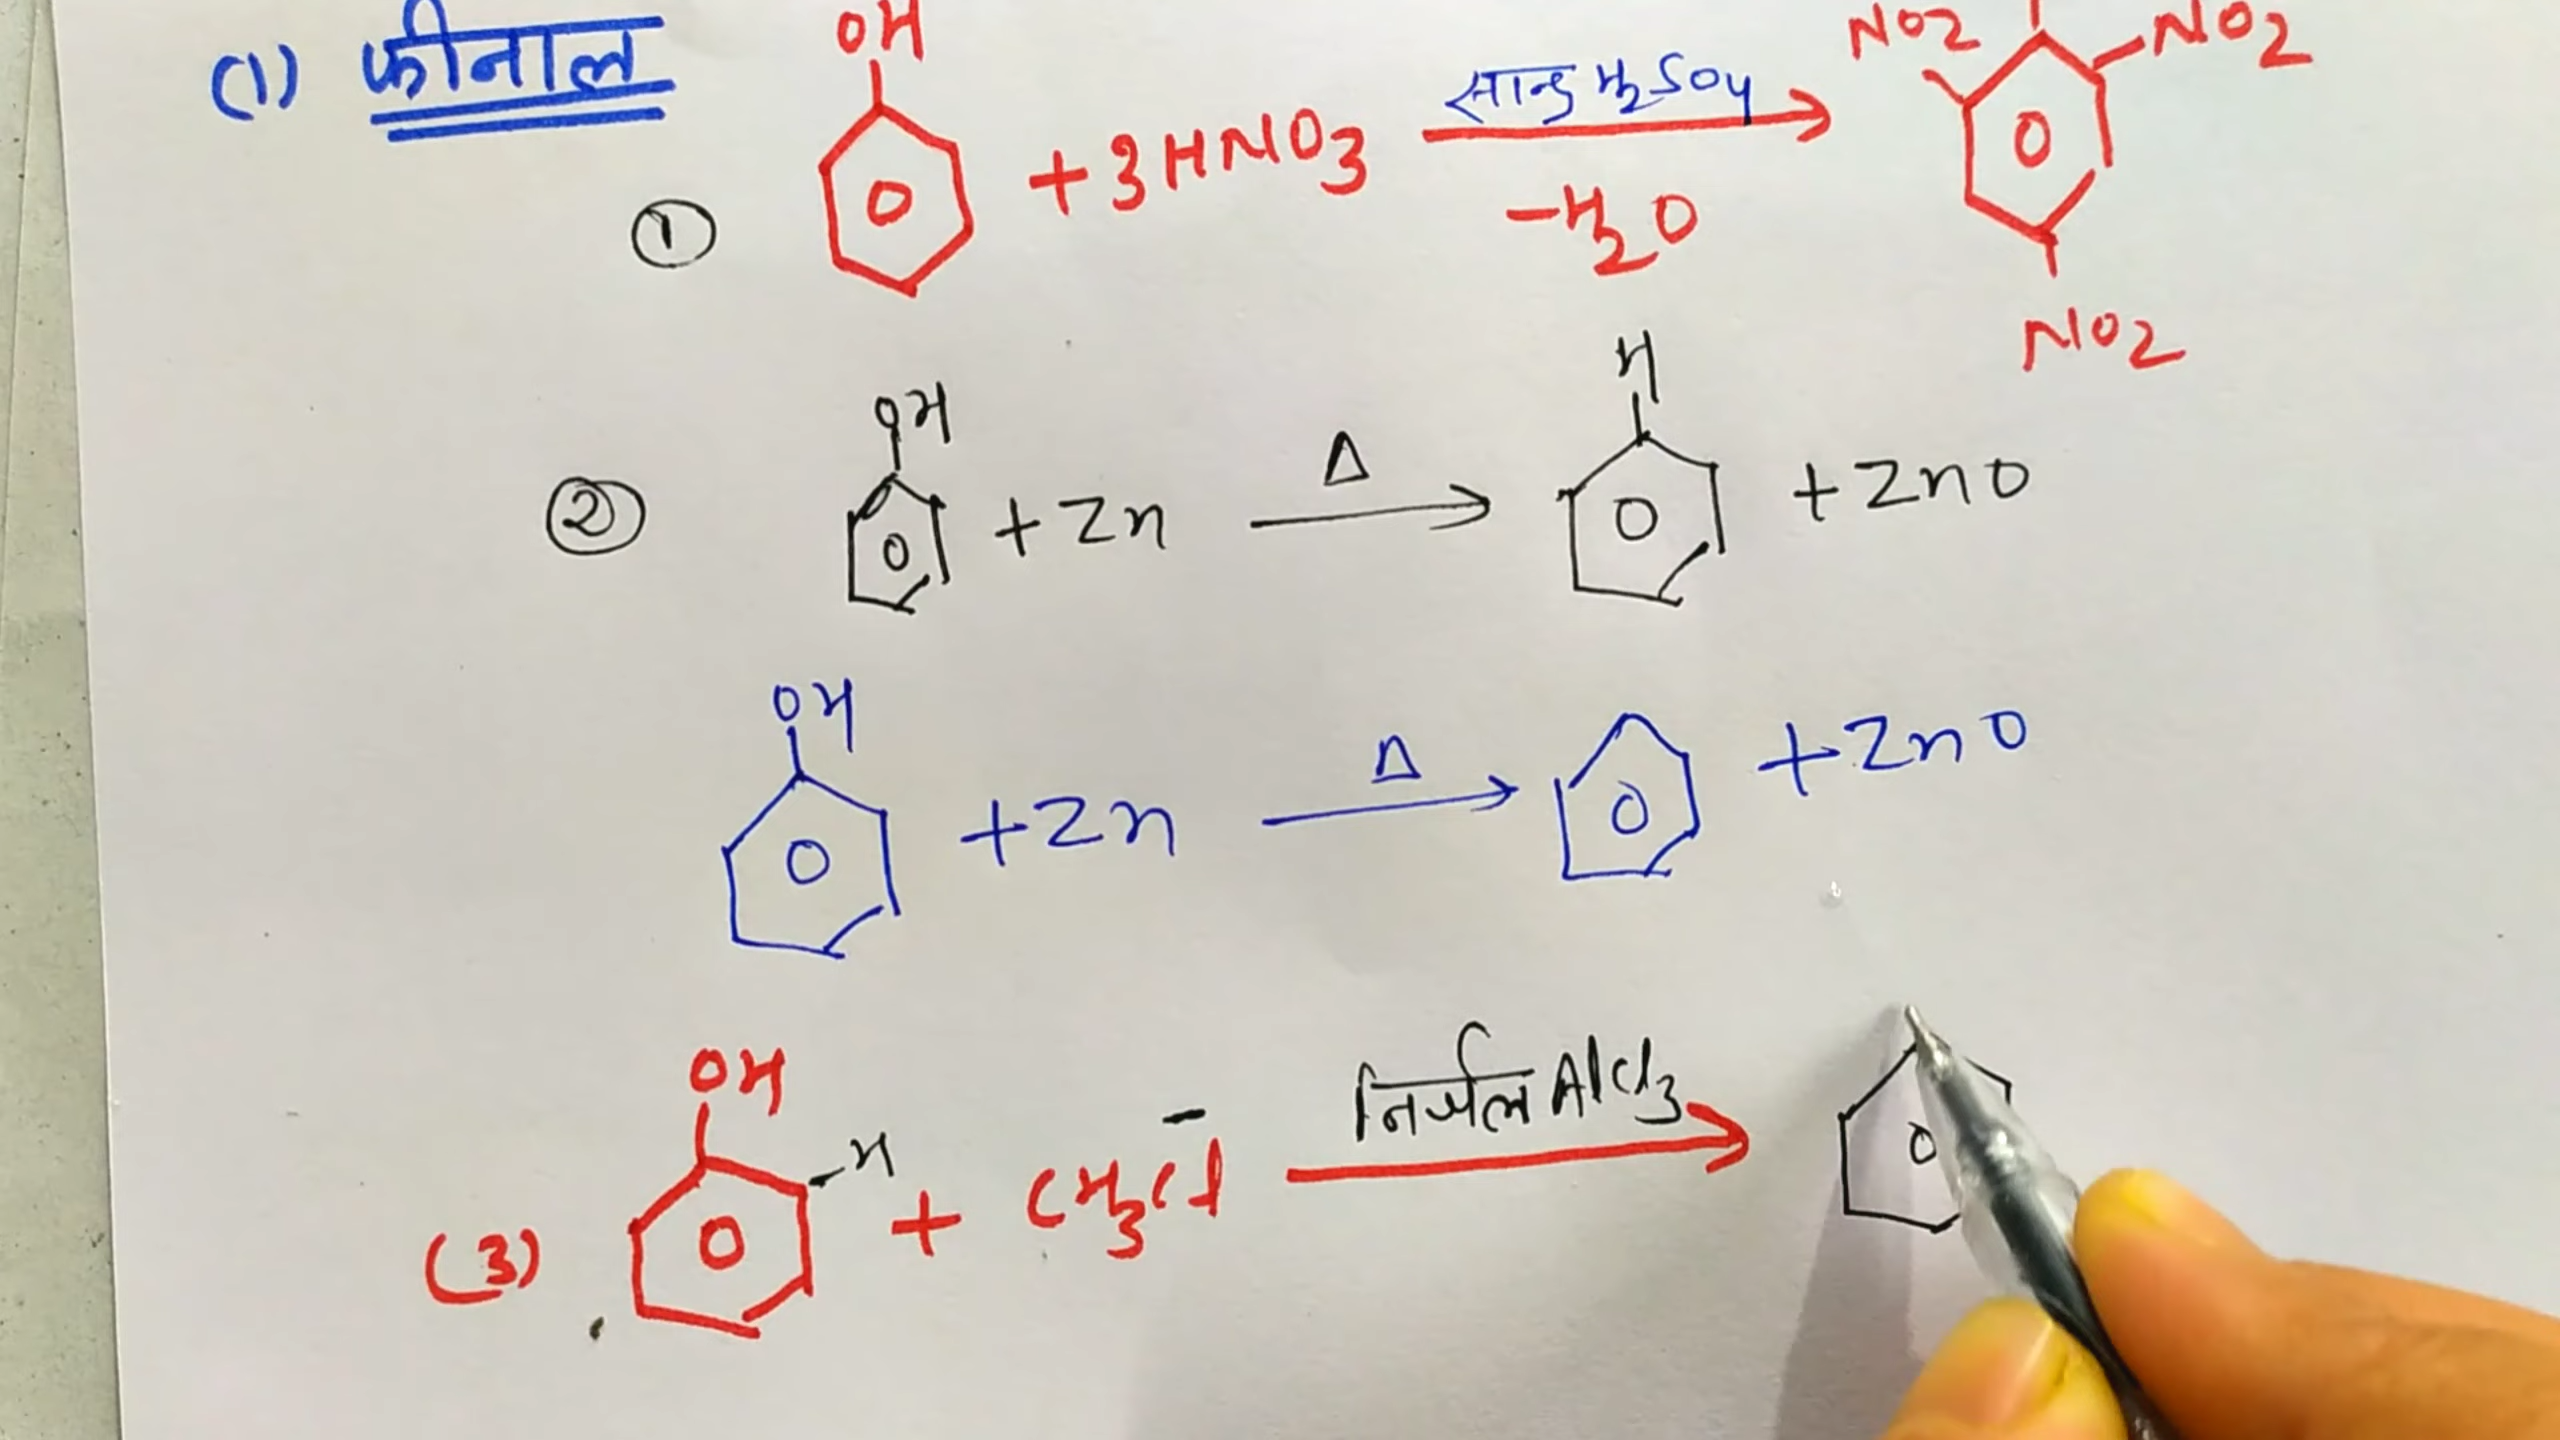 (1) फीनाल
OH
NO2
NO2
① + 3HNO3 सान्द्र H2SO4
-H2O
NO2
OH
H
② + Zn Δ + ZnO
OH
+ Zn Δ + ZnO
OH
H
(3) + CH3Cl निर्जल AlCl3